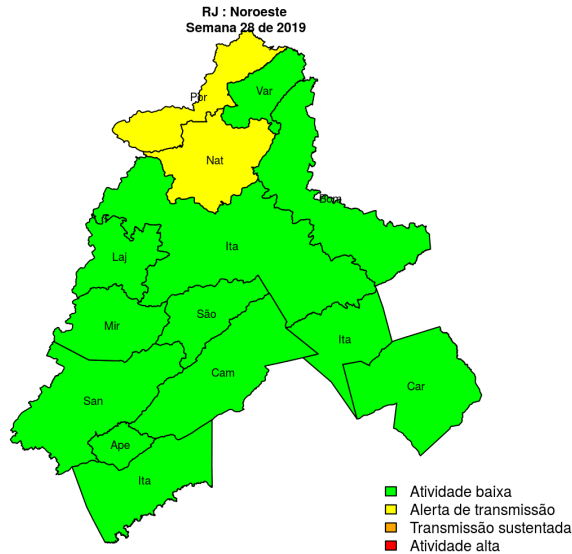 RJ : Noroeste
Semana 28 de 2019
Por
Var
Nat
Bom
Ita
Laj
São
Mir
Ita
Cam
Car
San
Ape
Ita
Atividade baixa
Alerta de transmissão
Transmissão sustentada
Atividade alta